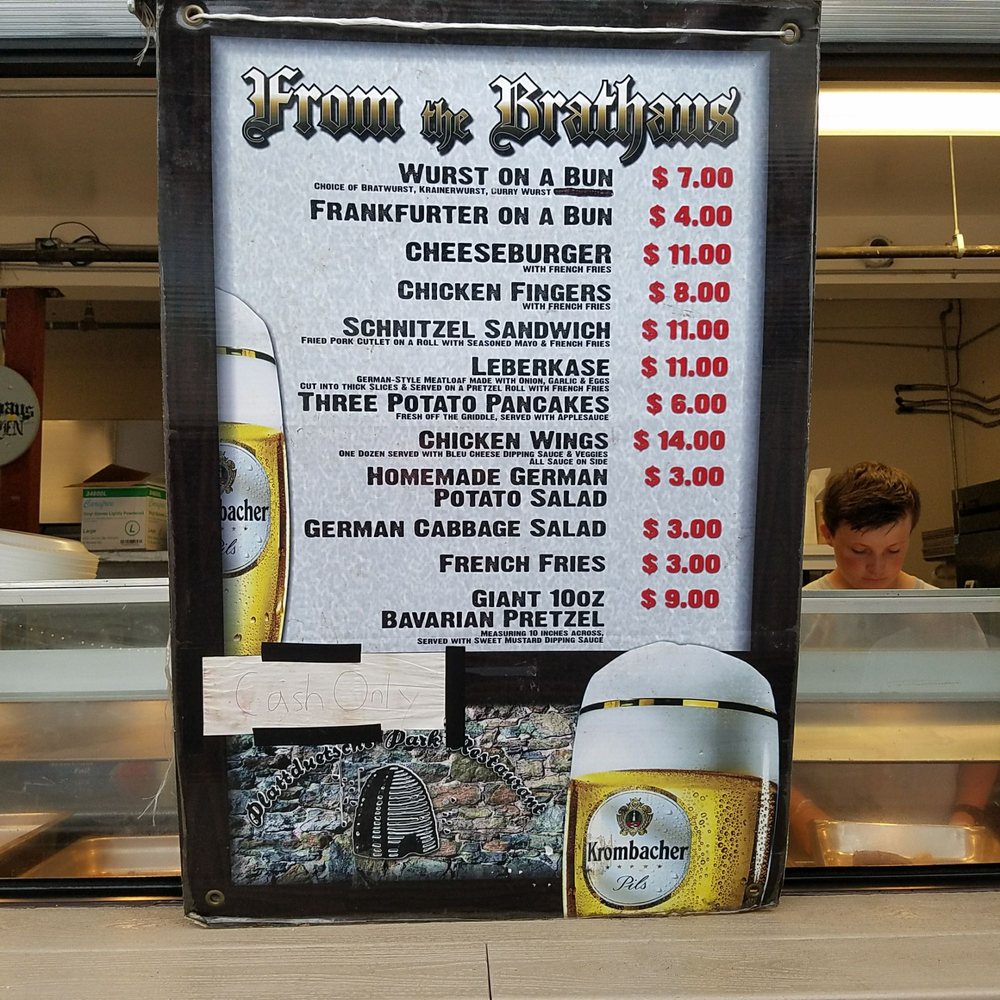 From the Brathaus
WURST ON A BUN $ 7.00
CHOICE OF BRATWURST, KRAINERWURST, CURRY WURST
FRANKFURTER ON A BUN $ 4.00
CHEESEBURGER $ 11.00
WITH FRENCH FRIES
CHICKEN FINGERS $ 8.00
WITH FRENCH FRIES
SCHNITZEL SANDWICH $ 11.00
FRIED PORK CUTLET ON A ROLL WITH SEASONED MAYO & FRENCH FRIES
LEBERKASE $ 11.00
GERMAN-STYLE MEATLOAF MADE WITH ONION, GARLIC & EGGS
CUT INTO THICK SLICES & SERVED ON A PRETZEL ROLL WITH FRENCH FRIES
THREE POTATO PANCAKES $ 6.00
FRESH OFF THE GRIDDLE, SERVED WITH APPLESAUCE
CHICKEN WINGS $ 14.00
ONE DOZEN SERVED WITH BLEU CHEESE DIPPING SAUCE & VEGGIES
ALL SAUCE ON SIDE
HOMEMADE GERMAN $ 3.00
POTATO SALAD
GERMAN CABBAGE SALAD $ 3.00
FRENCH FRIES $ 3.00
GIANT 10OZ $ 9.00
BAVARIAN PRETZEL
MEASURING 10 INCHES ACROSS,
SERVED WITH SWEET MUSTARD DIPPING SAUCE
bacher
ils
Cash Only
Plattduetsche Park Restaurant
Krombacher
Pils
Large
L